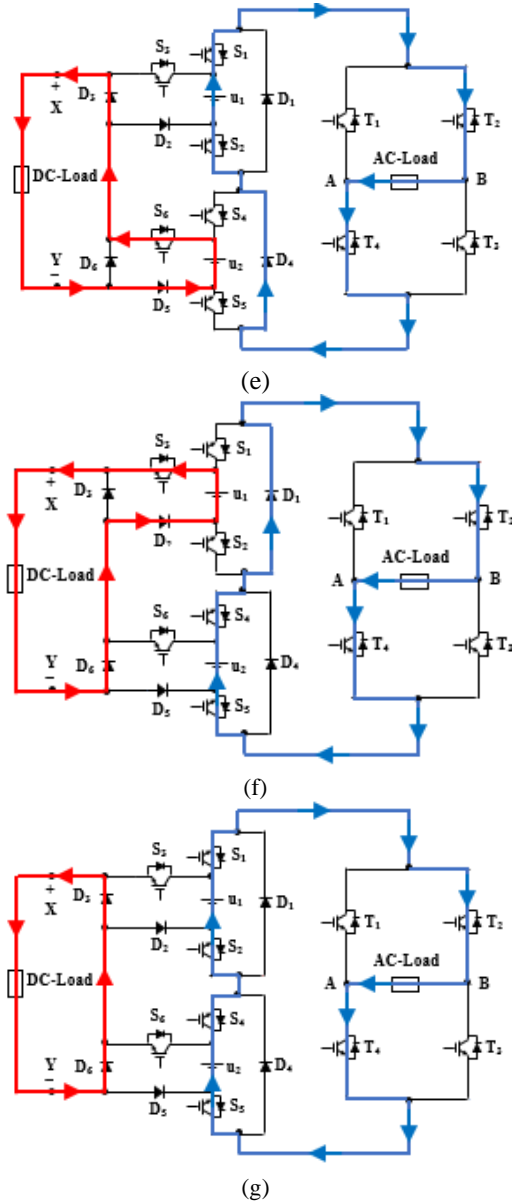 S₃ S₁
D₃ u₁ D₁
+ X D₂ S₂ T₁ T₂
DC-Load A AC-Load B
S₆ S₄
Y D₆ u₂ D₄ T₄ T₃
− D₅ S₅
(e)
S₃ S₁
+ X D₃ u₁ D₁
D₂ S₂ T₁ T₂
DC-Load A AC-Load B
S₆ S₄
Y D₆ u₂ D₄ T₄ T₂
− D₅ S₅
(f)
S₃ S₁
+ X D₃ u₁ D₁
D₂ S₂ T₁ T₂
DC-Load A AC-Load B
S₆ S₄
Y D₆ u₂ D₄ T₄ T₃
− D₅ S₅
(g)